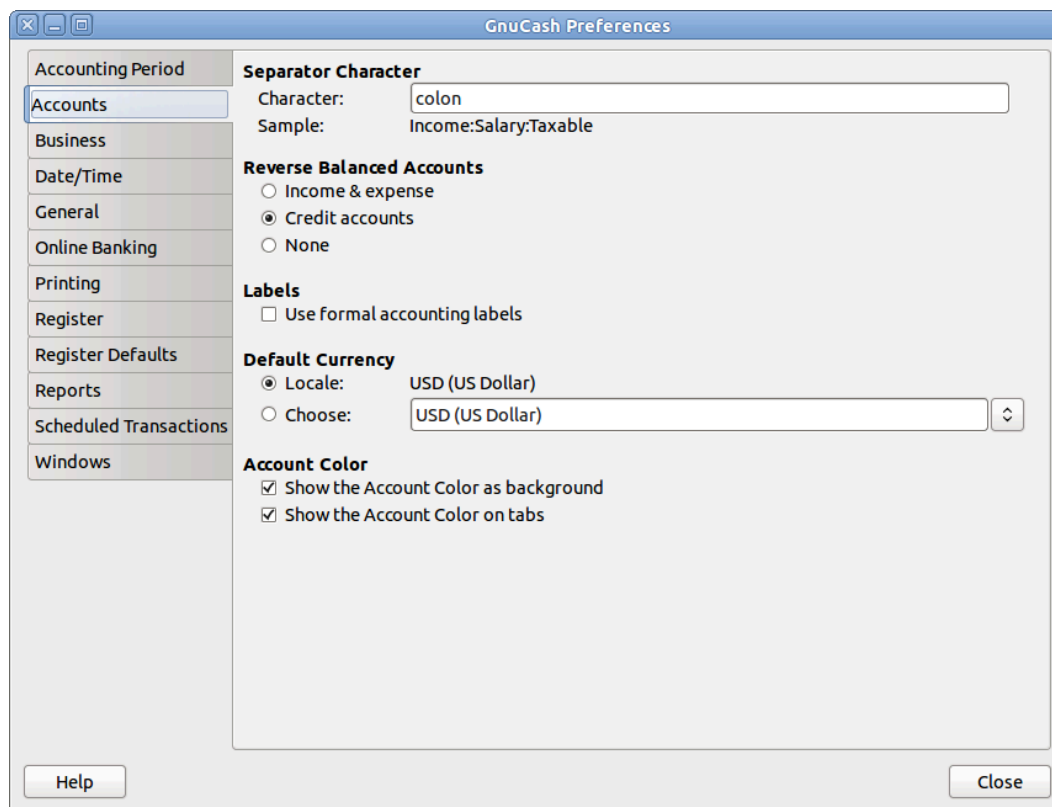 GnuCash Preferences
Accounting Period
Accounts
Business
Date/Time
General
Online Banking
Printing
Register
Register Defaults
Reports
Scheduled Transactions
Windows
Separator Character
Character: colon
Sample: Income:Salary:Taxable
Reverse Balanced Accounts
Income & expense
Credit accounts
None
Labels
Use formal accounting labels
Default Currency
Locale: USD (US Dollar)
Choose: USD (US Dollar)
Account Color
Show the Account Color as background
Show the Account Color on tabs
Help
Close